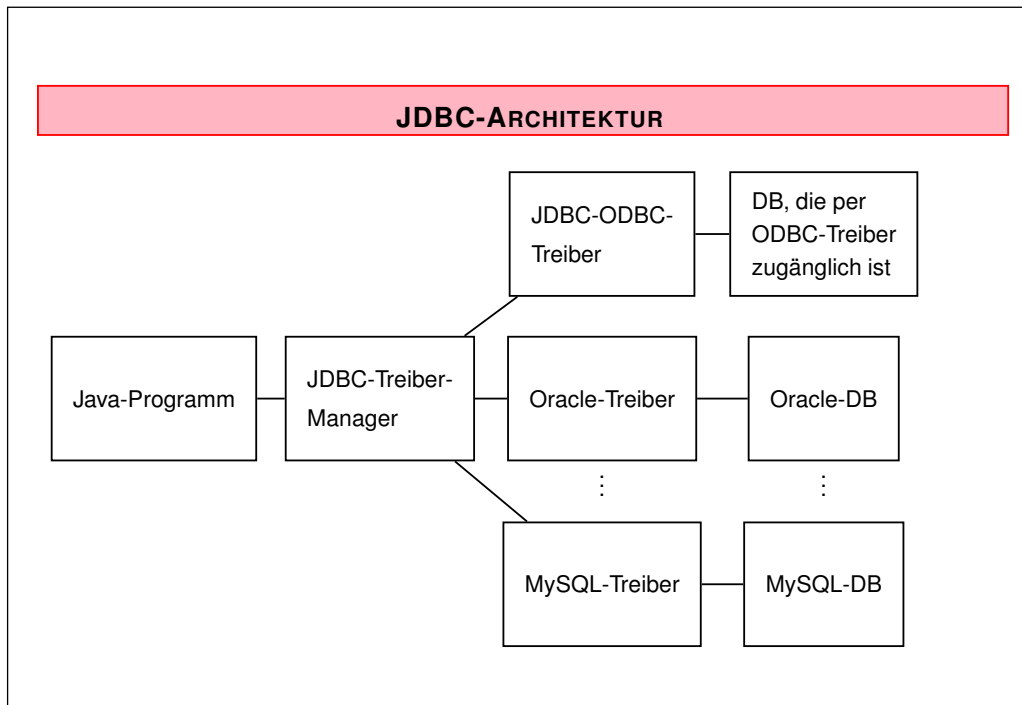 JDBC-ARCHITEKTUR
JDBC-ODBC-
Treiber
DB, die per
ODBC-Treiber
zugänglich ist
Java-Programm
JDBC-Treiber-
Manager
Oracle-Treiber
Oracle-DB
⋮
⋮
MySQL-Treiber
MySQL-DB